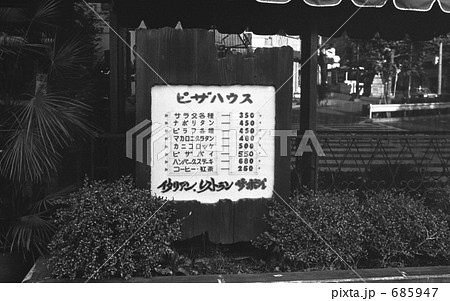 ピーザハウス
サラダ各種 350
ナポリタン 450
ピラフ各種 450
マカロニグラタン 400
カニコロッケ 500
ピザパイ 550
ハンバーグステーキ 680
コーヒー・紅茶 250
イタリアン．レストラン
PIXTA
pixta.jp - 685947